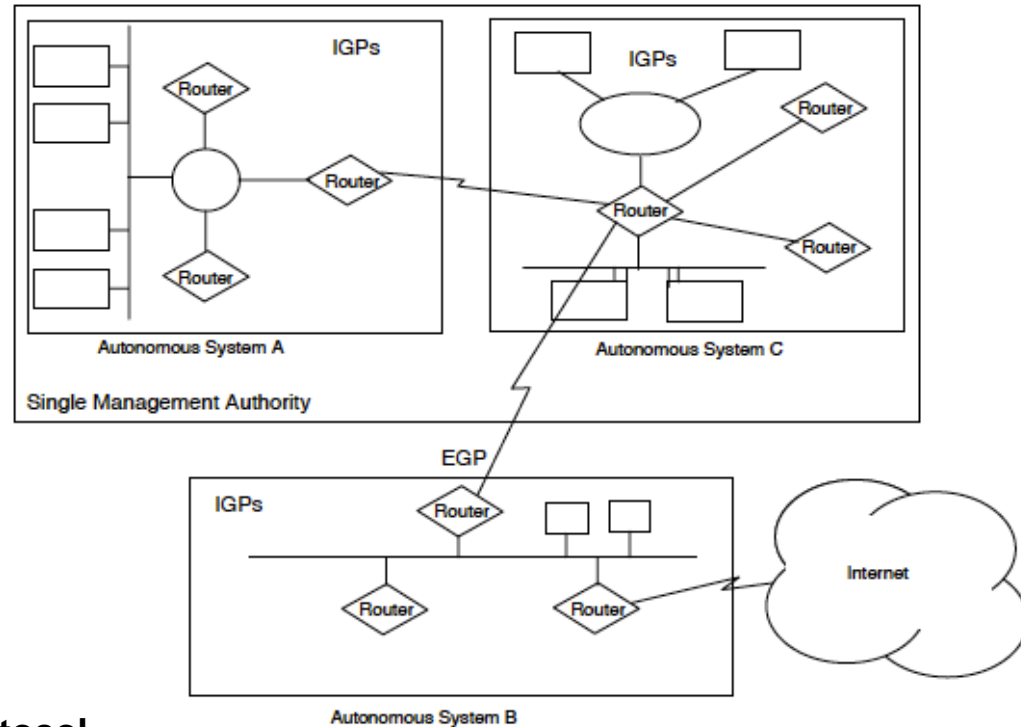 IGPs
IGPs
Router
Router
Router
Router
Router
Router
Router
Autonomous System A
Autonomous System C
Single Management Authority
EGP
IGPs
Router
Internet
Router
Router
Autonomous System B